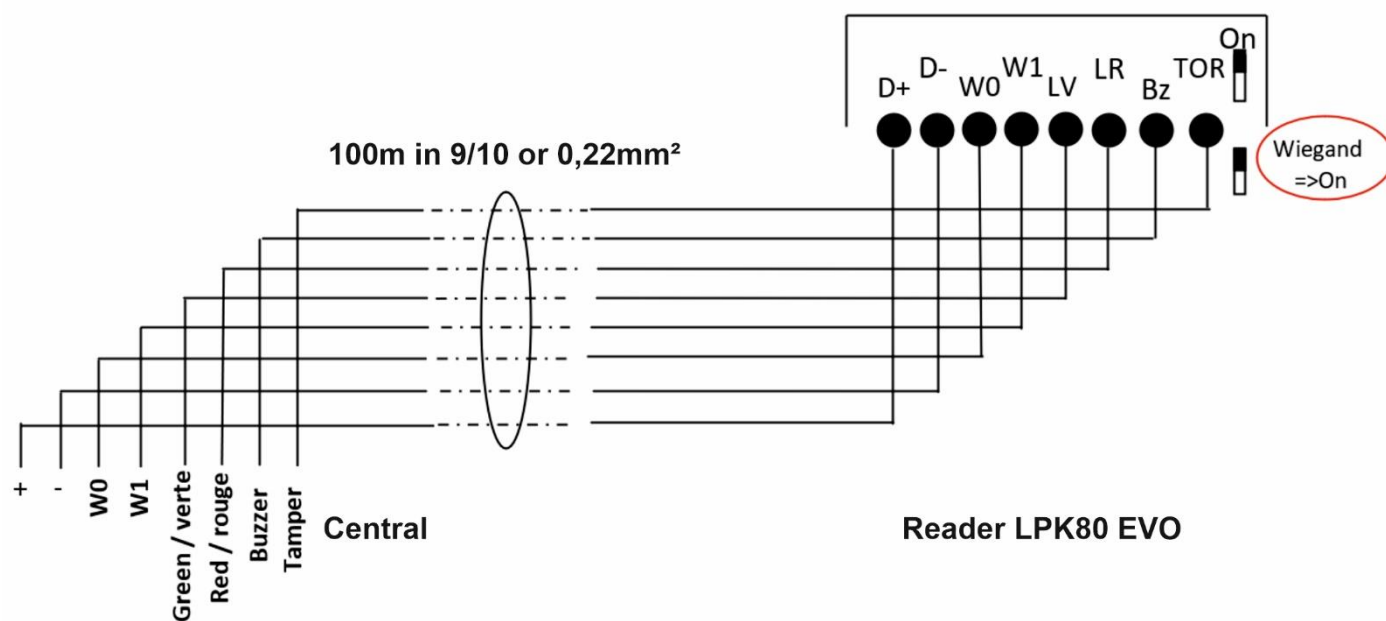 On
D+ D- W0 W1 LV LR Bz TOR
100m in 9/10 or 0,22mm²
Wiegand
=>On
+
-
W0
W1
Green / verte
Red / rouge
Buzzer
Tamper
Central
Reader LPK80 EVO